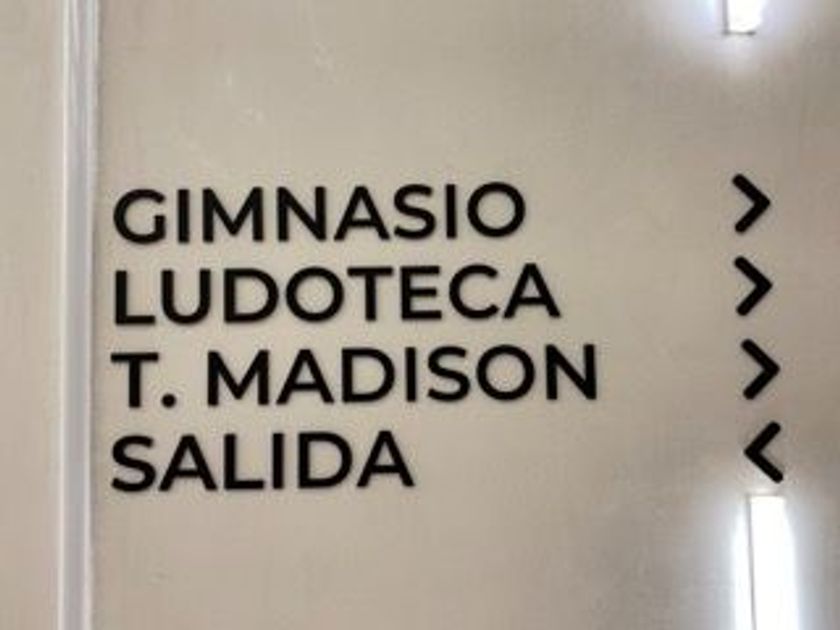 GIMNASIO >
LUDOTECA >
T. MADISON >
SALIDA <